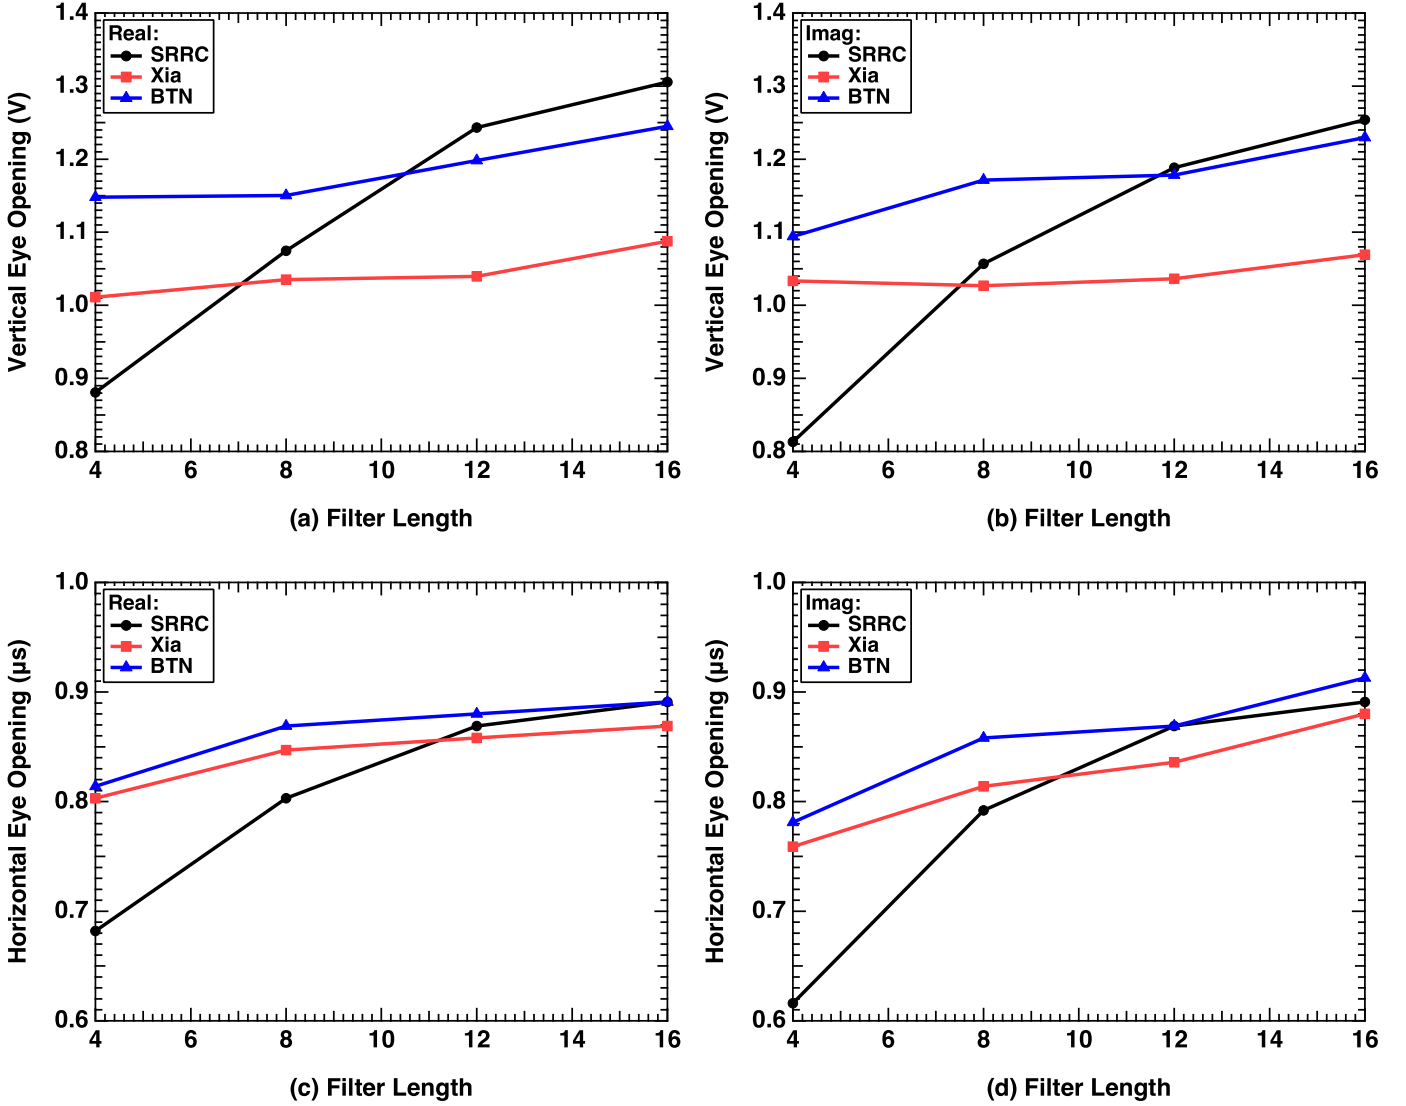 1.4
1.3
1.2
1.1
1.0
0.9
0.8
Vertical Eye Opening (V)
Real:
SRRC
Xia
BTN
4 6 8 10 12 14 16
(a) Filter Length
1.4
1.3
1.2
1.1
1.0
0.9
0.8
Vertical Eye Opening (V)
Imag:
SRRC
Xia
BTN
4 6 8 10 12 14 16
(b) Filter Length
1.0
0.9
0.8
0.7
0.6
Horizontal Eye Opening (µs)
Real:
SRRC
Xia
BTN
4 6 8 10 12 14 16
(c) Filter Length
1.0
0.9
0.8
0.7
0.6
Horizontal Eye Opening (µs)
Imag:
SRRC
Xia
BTN
4 6 8 10 12 14 16
(d) Filter Length